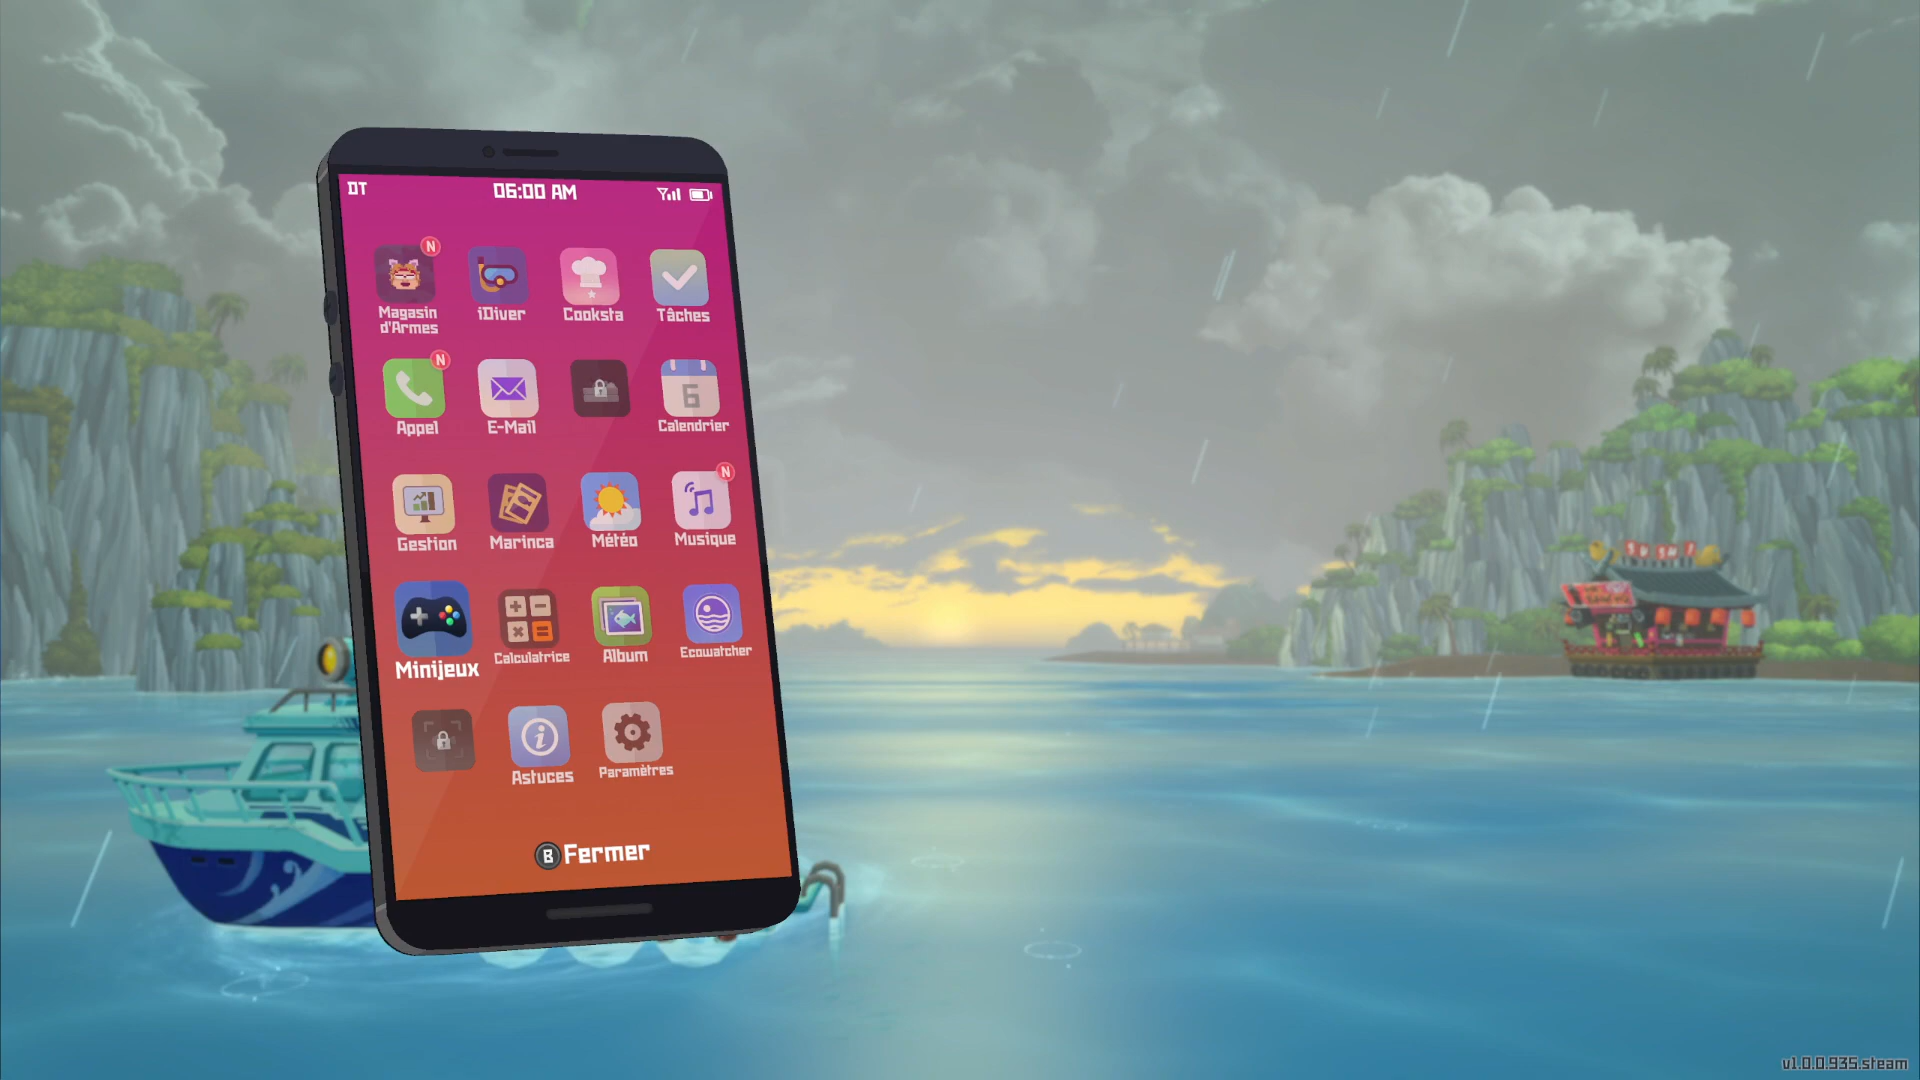 DT
06:00 AM
N
Magasin
d'Armes
iDiver
Cooksta
Tâches
N
Appel
E-Mail
6
Calendrier
Gestion
Marinca
Météo
N
Musique
Minijeux
Calculatrice
Album
Ecowatcher
Astuces
Paramètres
B Fermer
SUSHI
v1.0.0.935.steam